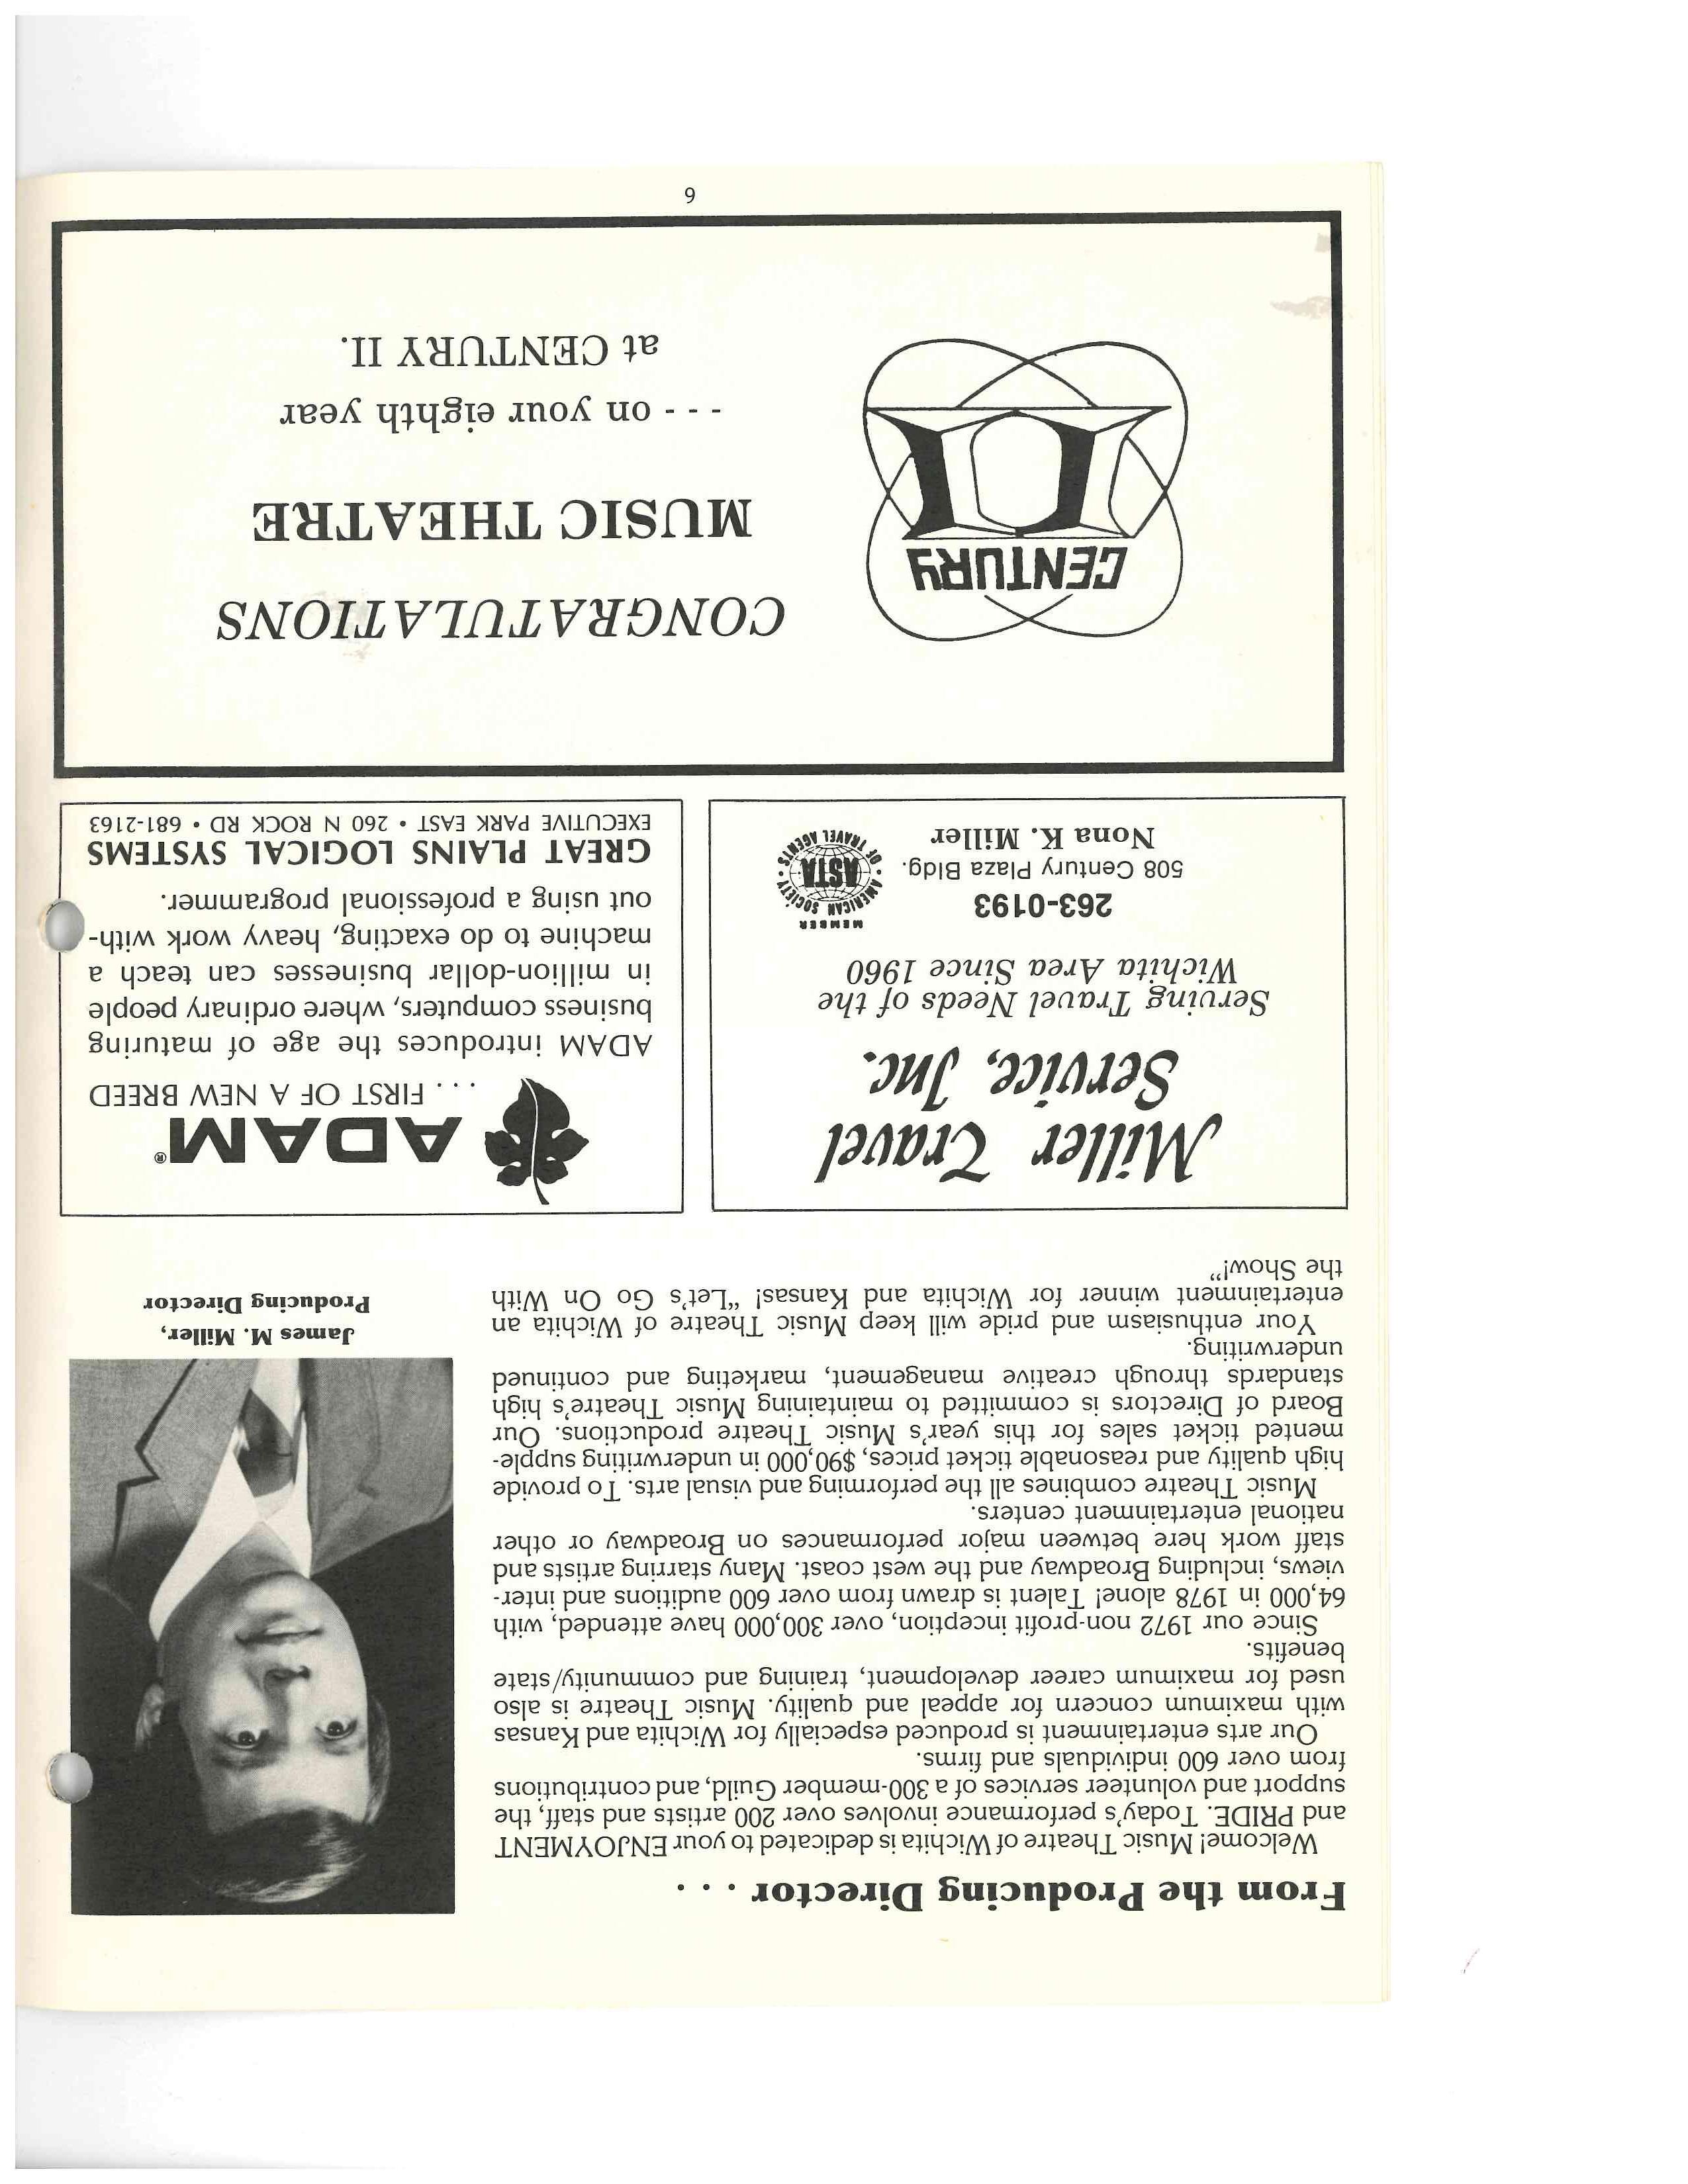 From the Producing Director . . .
Welcome! Music Theatre of Wichita is dedicated to your ENJOYMENT
and PRIDE. Today's performance involves over 200 artists and staff, the
support and volunteer services of a 300-member Guild, and contributions
from over 600 individuals and firms.
Our arts entertainment is produced especially for Wichita and Kansas
with maximum concern for appeal and quality. Music Theatre is also
used for maximum career development, training and community/state
benefits.
Since our 1972 non-profit inception, over 300,000 have attended, with
64,000 in 1978 alone! Talent is drawn from over 600 auditions and inter-
views, including Broadway and the west coast. Many starring artists and
staff work here between major performances on Broadway or other
national entertainment centers.
Music Theatre combines all the performing and visual arts. To provide
high quality and reasonable ticket prices, $90,000 in underwriting supple-
mented ticket sales for this year's Music Theatre productions. Our
Board of Directors is committed to maintaining Music Theatre's high
standards through creative management, marketing and continued
underwriting.
Your enthusiasm and pride will keep Music Theatre of Wichita an
entertainment winner for Wichita and Kansas! "Let's Go On With
the Show!"
James M. Miller,
Producing Director
Miller Travel
Service, Inc.
Serving Travel Needs of the
Wichita Area Since 1960
263-0193
508 Century Plaza Bldg.
Nona K. Miller
MEMBER
AMERICAN SOCIETY
OF TRAVEL AGENTS
ASTA
ADAM®
. . . FIRST OF A NEW BREED
ADAM introduces the age of maturing
business computers, where ordinary people
in million-dollar businesses can teach a
machine to do exacting, heavy work with-
out using a professional programmer.
GREAT PLAINS LOGICAL SYSTEMS
EXECUTIVE PARK EAST • 260 N ROCK RD • 681-2163
CENTURY
II
CONGRATULATIONS
MUSIC THEATRE
- - - on your eighth year
at CENTURY II.
9